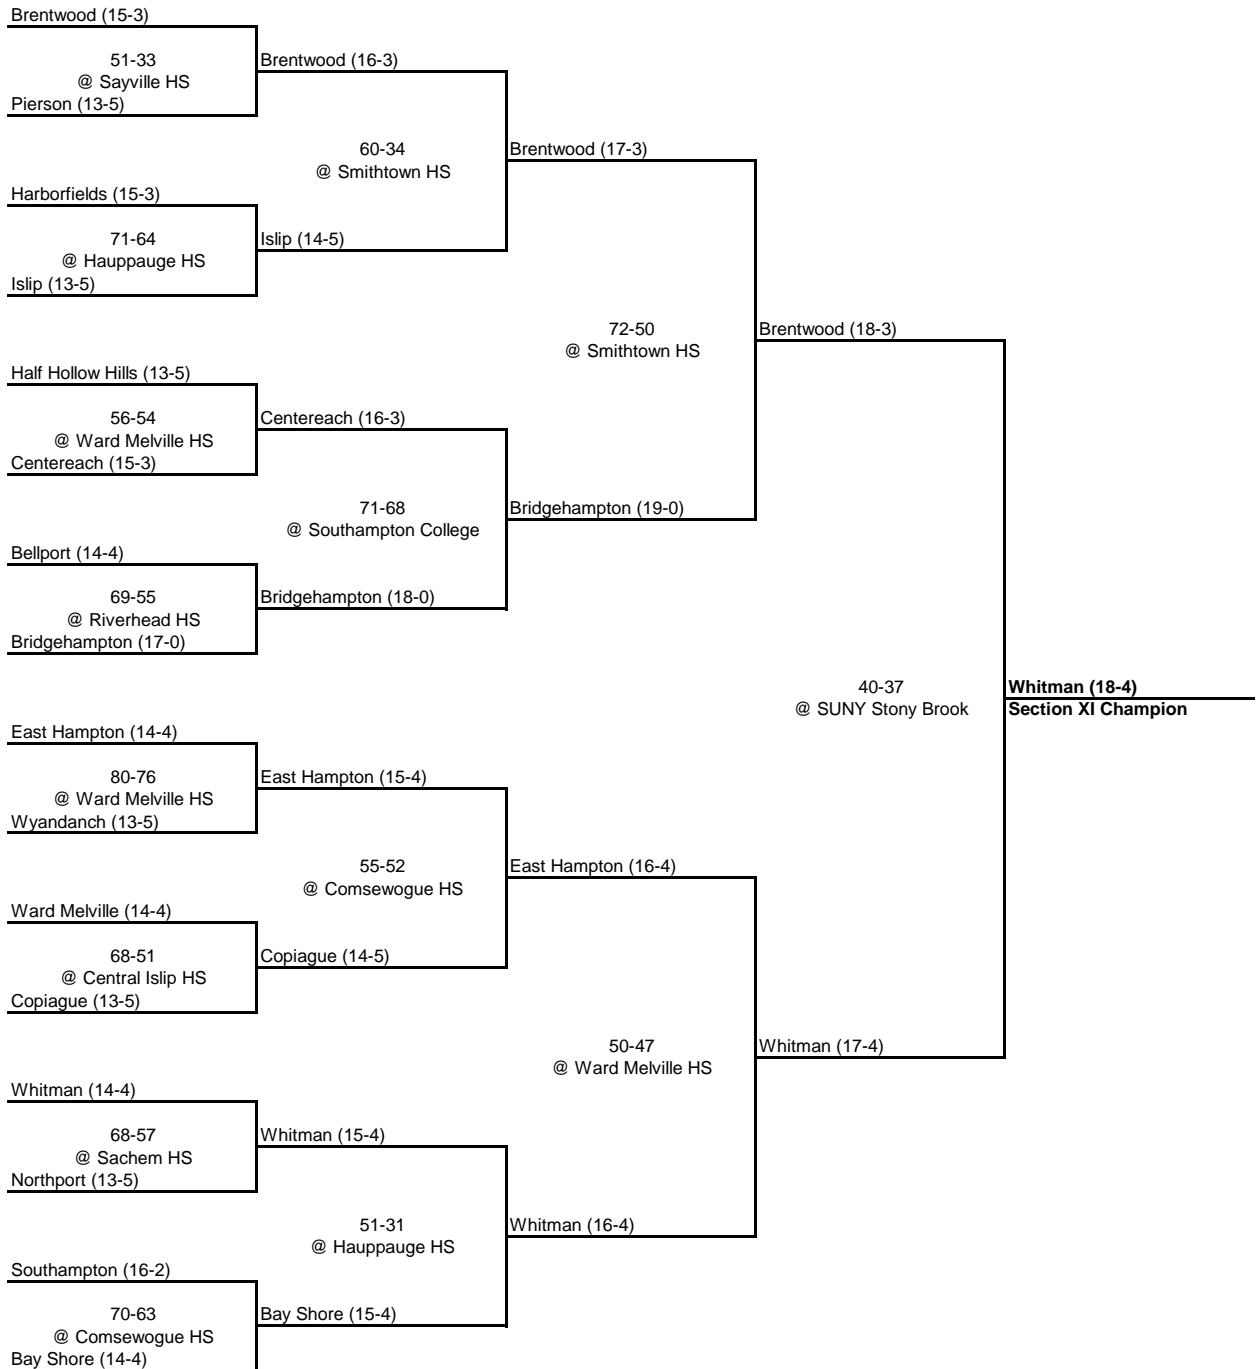 Brentwood (15-3)
51-33
@ Sayville HS
Pierson (13-5)
Brentwood (16-3)
60-34
@ Smithtown HS
Harborfields (15-3)
71-64
@ Hauppauge HS
Islip (13-5)
Islip (14-5)
Brentwood (17-3)
72-50
@ Smithtown HS
Half Hollow Hills (13-5)
56-54
@ Ward Melville HS
Centereach (15-3)
Centereach (16-3)
71-68
@ Southampton College
Bridgehampton (19-0)
Bellport (14-4)
69-55
@ Riverhead HS
Bridgehampton (17-0)
Bridgehampton (18-0)
Brentwood (18-3)
40-37
@ SUNY Stony Brook
Whitman (18-4)
Section XI Champion
East Hampton (14-4)
80-76
@ Ward Melville HS
Wyandanch (13-5)
East Hampton (15-4)
55-52
@ Comsewogue HS
East Hampton (16-4)
Ward Melville (14-4)
68-51
@ Central Islip HS
Copiague (13-5)
Copiague (14-5)
50-47
@ Ward Melville HS
Whitman (17-4)
Whitman (14-4)
68-57
@ Sachem HS
Northport (13-5)
Whitman (15-4)
51-31
@ Hauppauge HS
Whitman (16-4)
Southampton (16-2)
70-63
@ Comsewogue HS
Bay Shore (14-4)
Bay Shore (15-4)